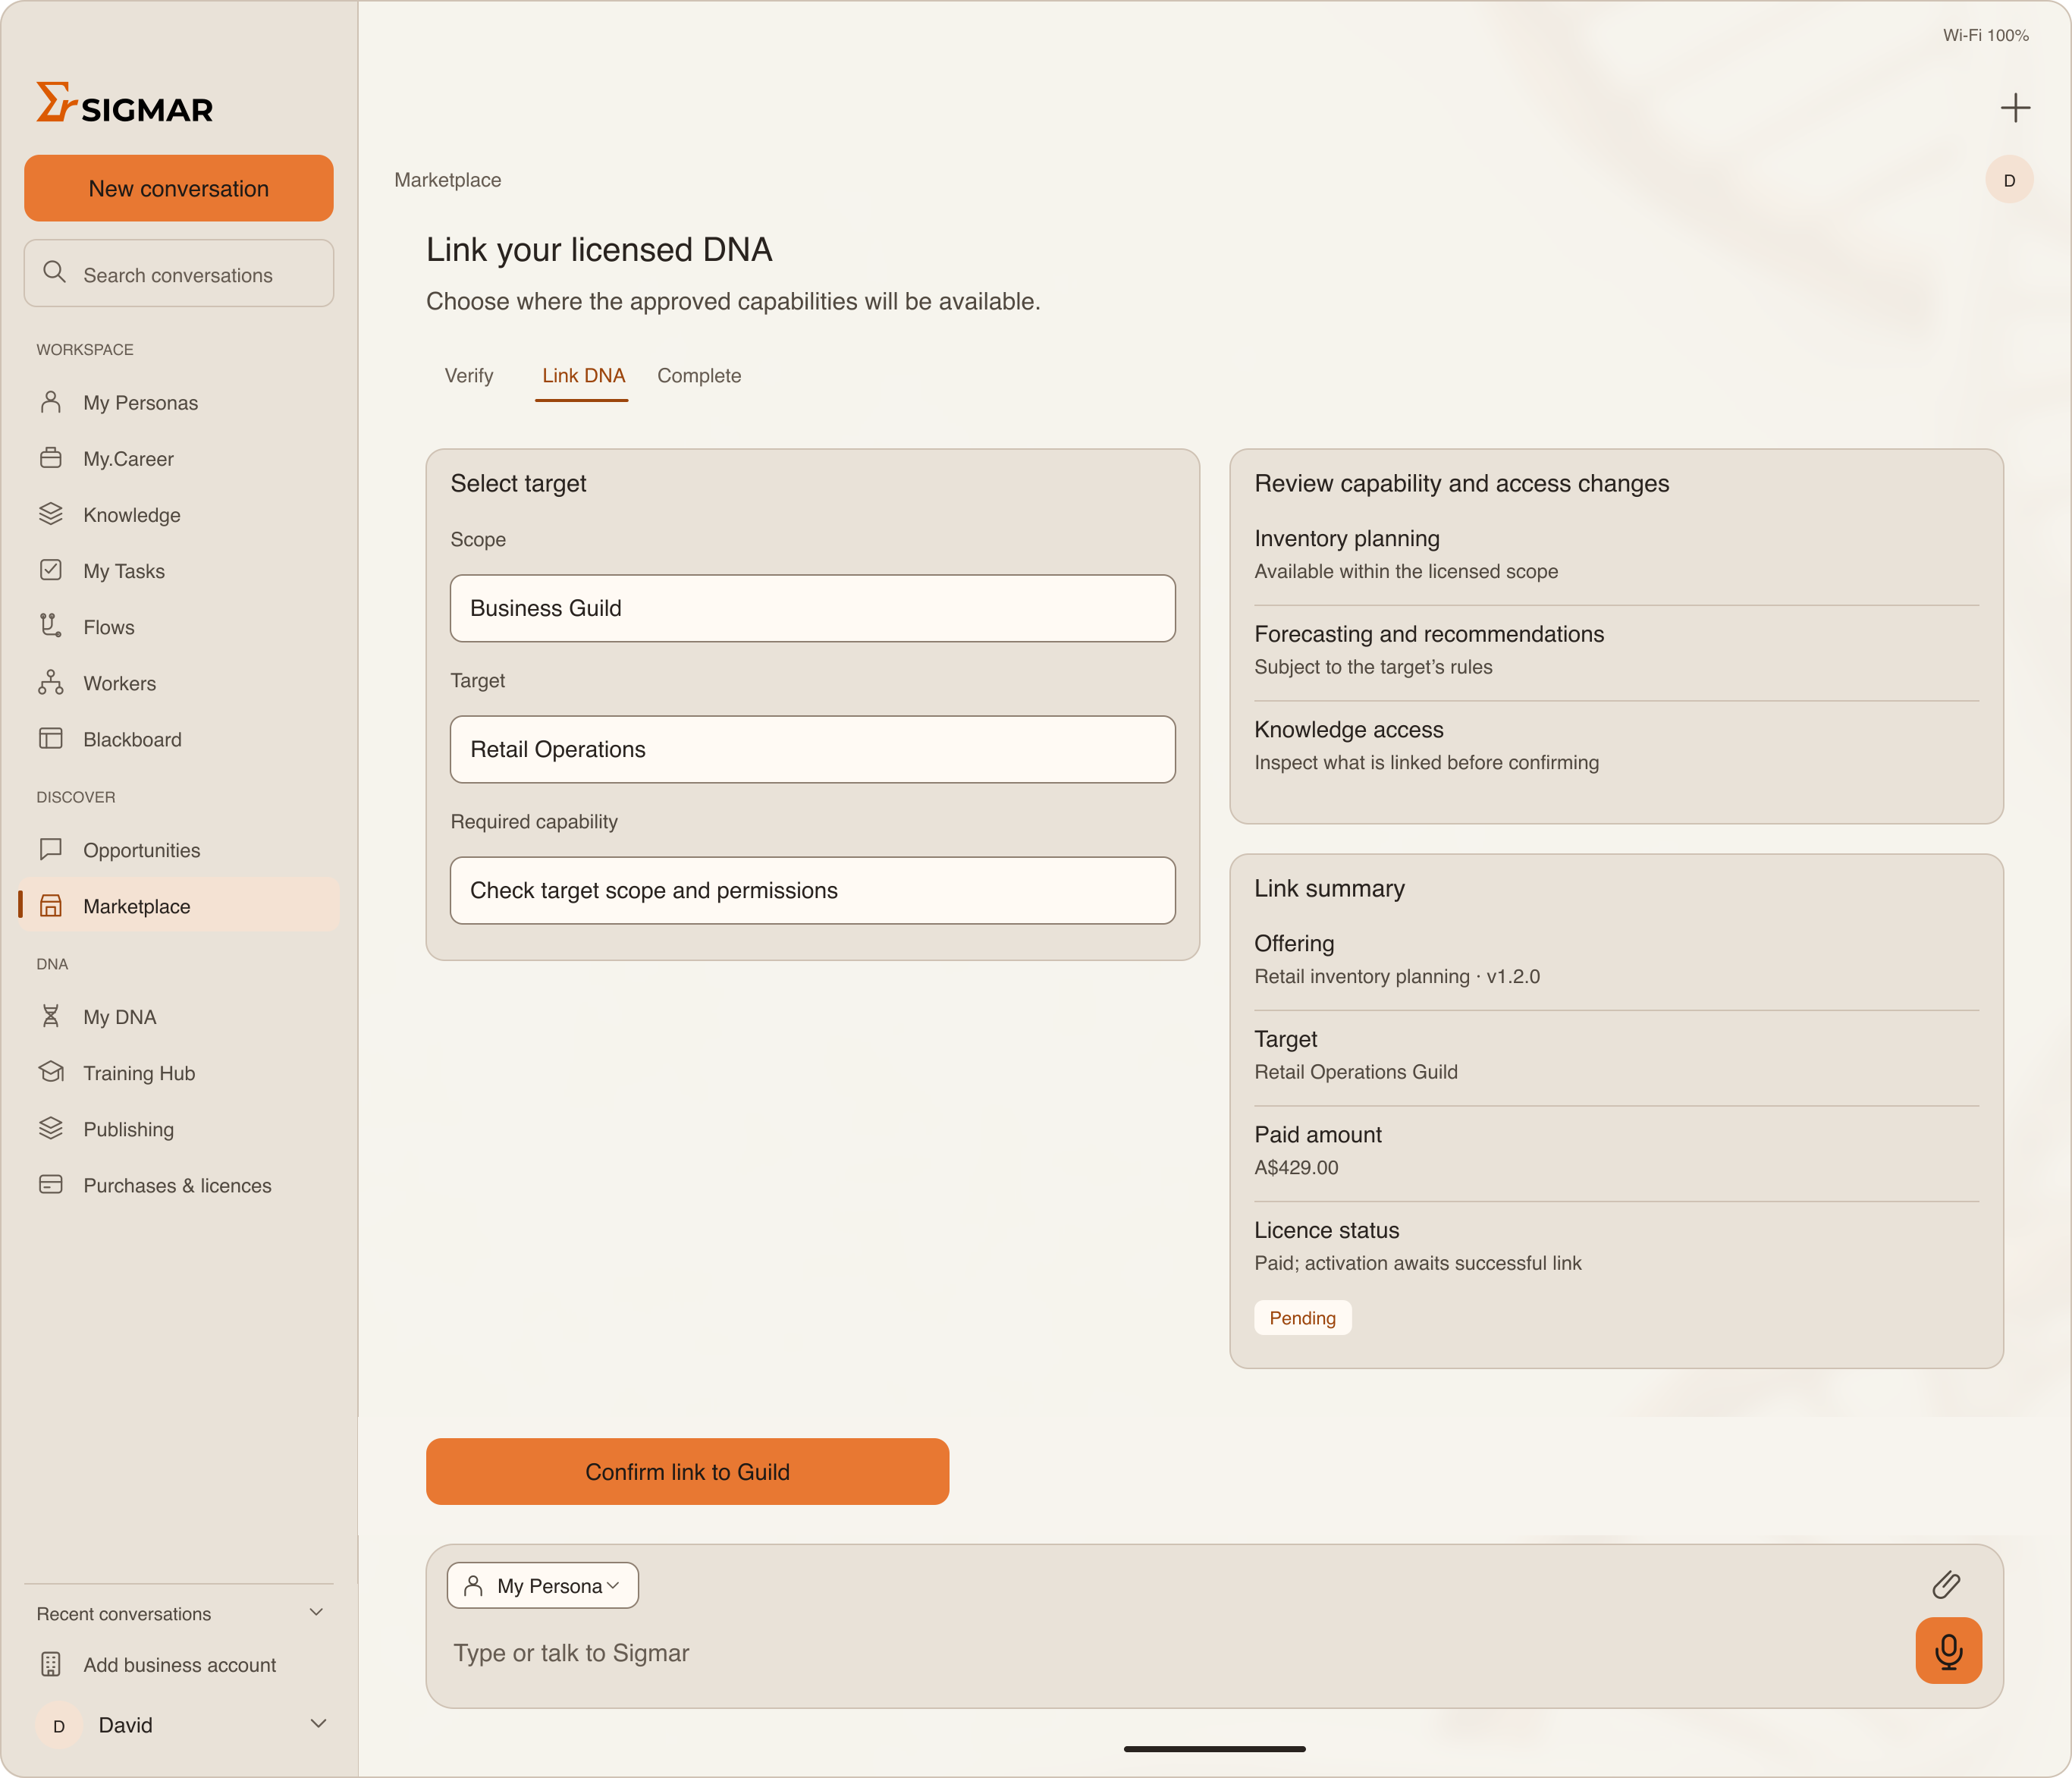 Wi-Fi 100%
Σr SIGMAR
New conversation
Search conversations
WORKSPACE
My Personas
My.Career
Knowledge
My Tasks
Flows
Workers
Blackboard
DISCOVER
Opportunities
Marketplace
DNA
My DNA
Training Hub
Publishing
Purchases & licences
Recent conversations
Add business account
D
David
Marketplace
D
Link your licensed DNA
Choose where the approved capabilities will be available.
Verify
Link DNA
Complete
Select target
Scope
Business Guild
Target
Retail Operations
Required capability
Check target scope and permissions
Review capability and access changes
Inventory planning
Available within the licensed scope
Forecasting and recommendations
Subject to the target’s rules
Knowledge access
Inspect what is linked before confirming
Link summary
Offering
Retail inventory planning · v1.2.0
Target
Retail Operations Guild
Paid amount
A$429.00
Licence status
Paid; activation awaits successful link
Pending
Confirm link to Guild
My Persona
Type or talk to Sigmar